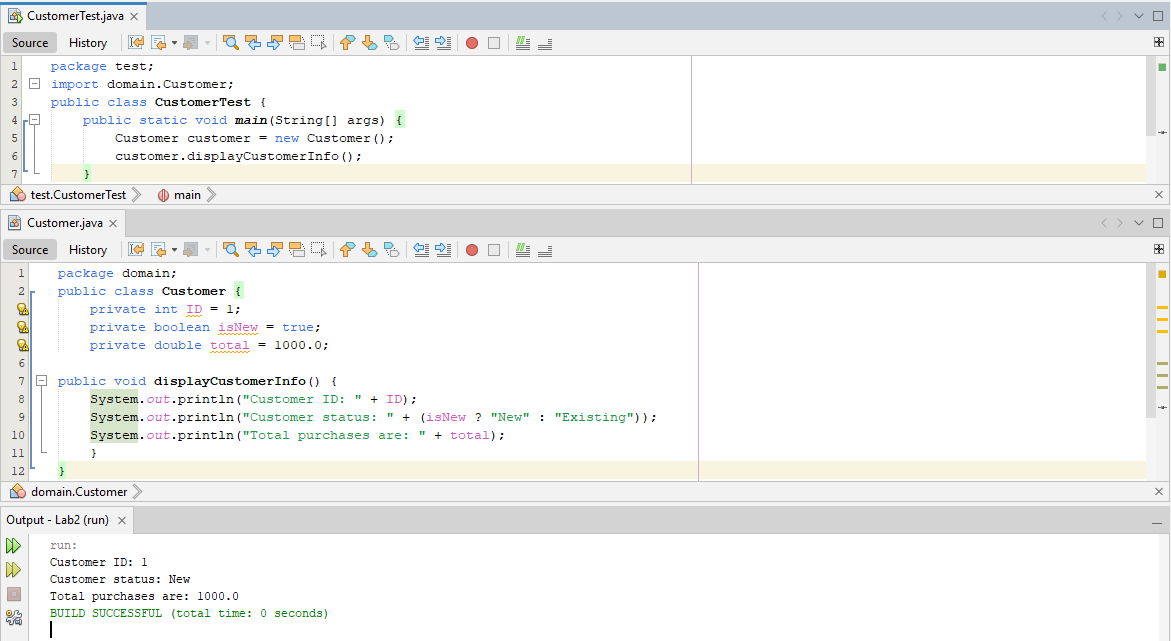 CustomerTest.java
Source History
1 package test;
2 import domain.Customer;
3 public class CustomerTest {
4     public static void main(String[] args) {
5         Customer customer = new Customer();
6         customer.displayCustomerInfo();
7     }
test.CustomerTest main
Customer.java
Source History
1 package domain;
2 public class Customer {
    private int ID = 1;
    private boolean isNew = true;
    private double total = 1000.0;
6
7 public void displayCustomerInfo() {
8     System.out.println("Customer ID: " + ID);
9     System.out.println("Customer status: " + (isNew ? "New" : "Existing"));
10     System.out.println("Total purchases are: " + total);
11     }
12 }
domain.Customer
Output - Lab2 (run)
run:
Customer ID: 1
Customer status: New
Total purchases are: 1000.0
BUILD SUCCESSFUL (total time: 0 seconds)